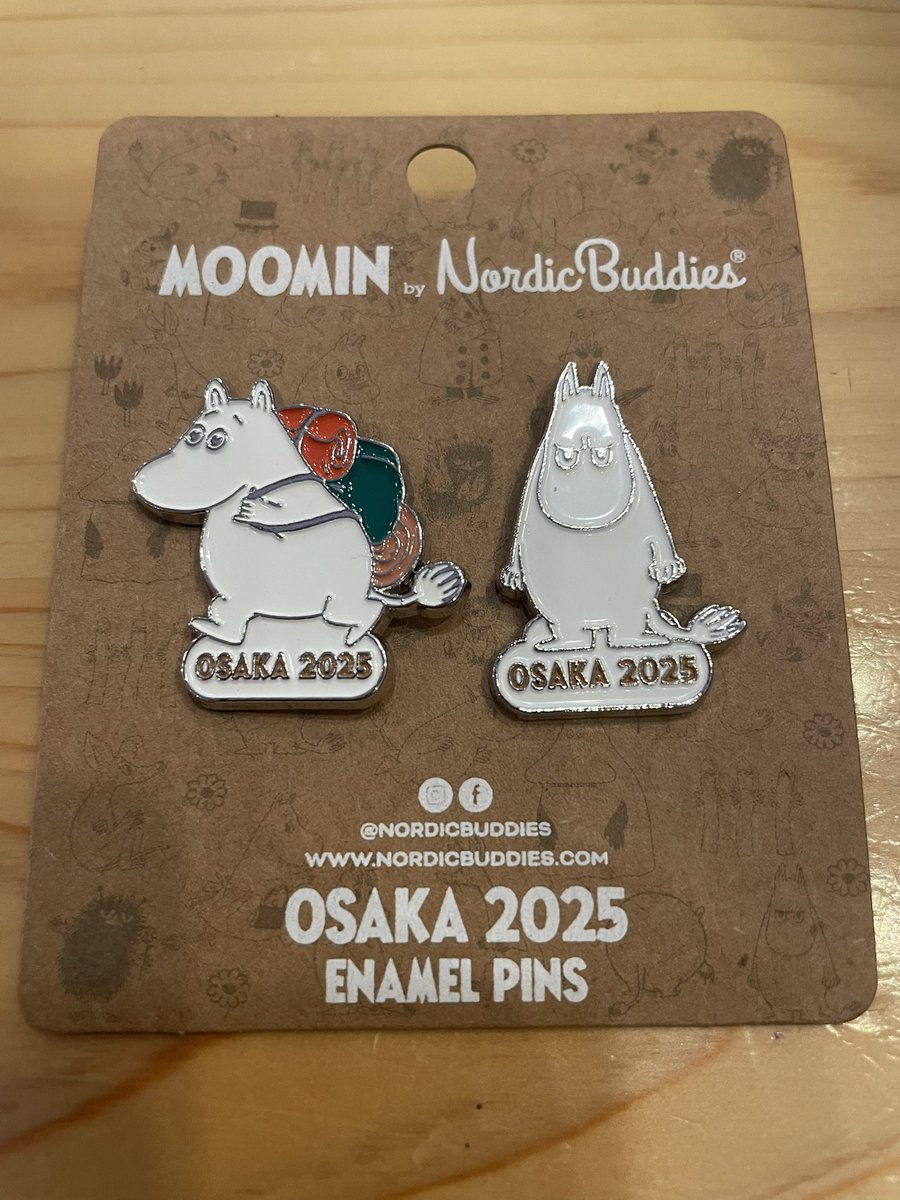 MOOMIN by NordicBuddies®
OSAKA 2025
OSAKA 2025
@NORDICBUDDIES
WWW.NORDICBUDDIES.COM
OSAKA 2025
ENAMEL PINS